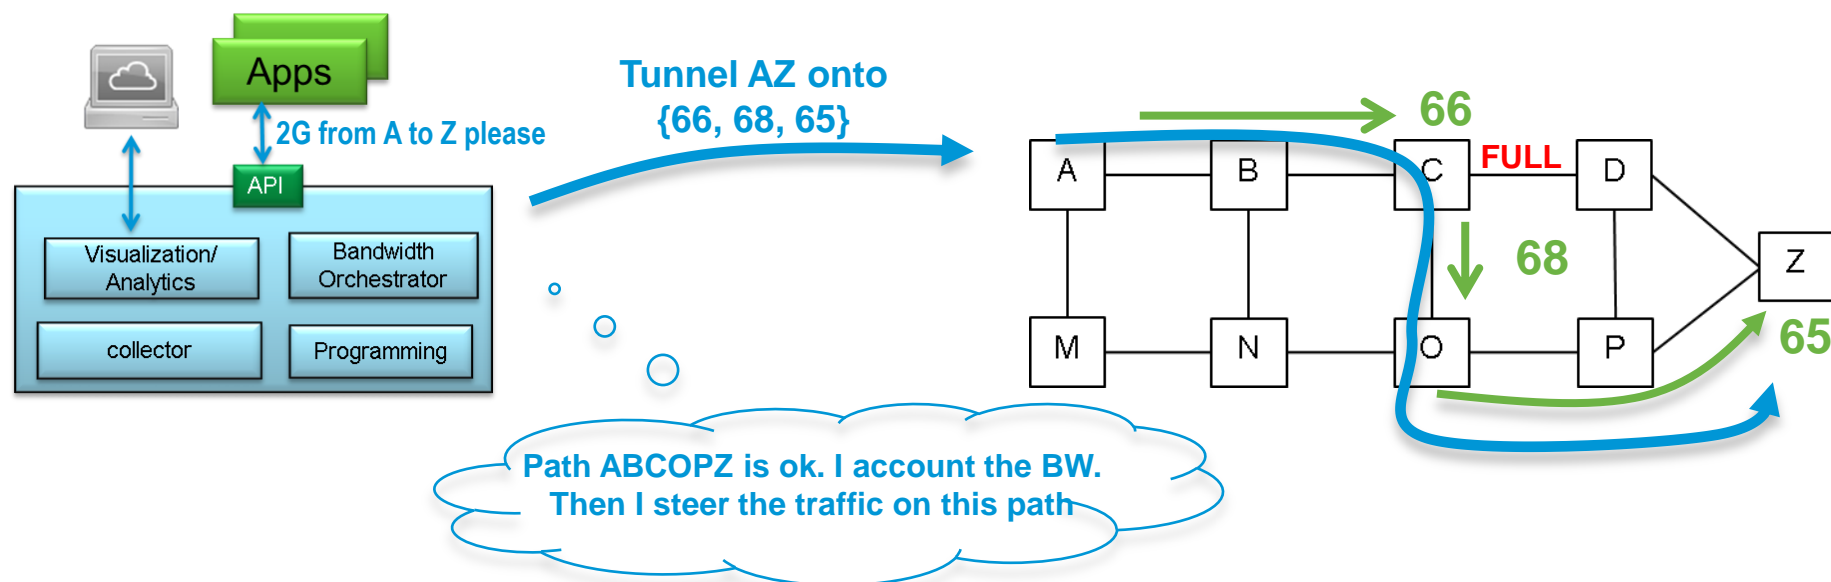 Apps
2G from A to Z please
API
Visualization/
Analytics
Bandwidth
Orchestrator
collector
Programming
Tunnel AZ onto
{66, 68, 65}
Path ABCOPZ is ok. I account the BW.
Then I steer the traffic on this path
66
A
B
C
FULL
D
68
Z
M
N
O
P
65